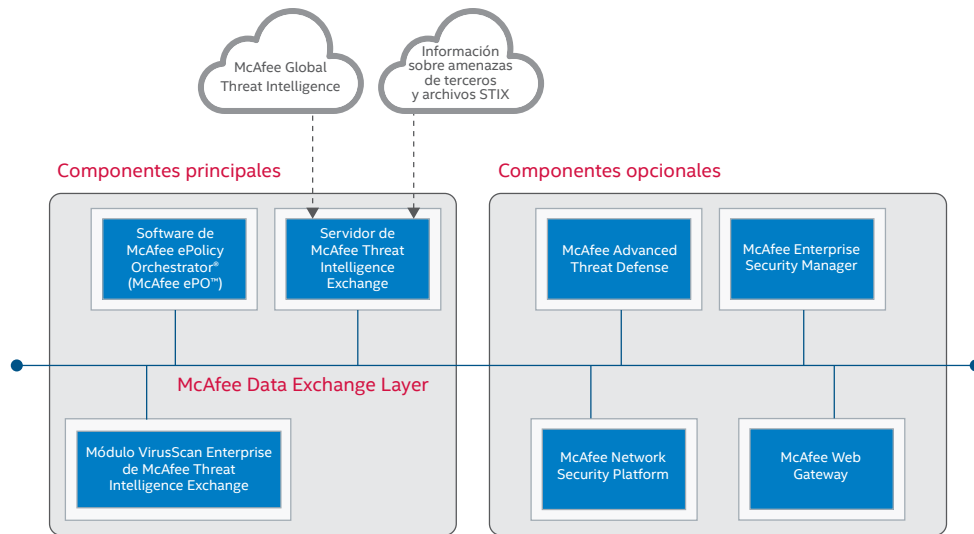 McAfee Global
Threat Intelligence
Información
sobre amenazas
de terceros
y archivos STIX
Componentes principales
Componentes opcionales
Software de
McAfee ePolicy
Orchestrator®
(McAfee ePO™)
Servidor de
McAfee Threat
Intelligence
Exchange
McAfee Advanced
Threat Defense
McAfee Enterprise
Security Manager
McAfee Data Exchange Layer
Módulo VirusScan Enterprise
de McAfee Threat
Intelligence Exchange
McAfee Network
Security Platform
McAfee Web
Gateway